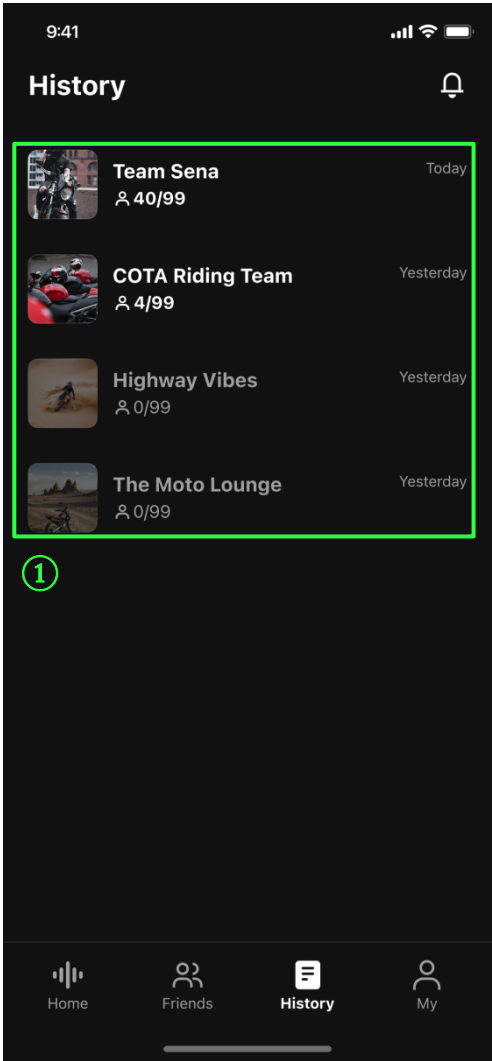 9:41
History
Team Sena
Today
40/99
COTA Riding Team
Yesterday
4/99
Highway Vibes
Yesterday
0/99
The Moto Lounge
Yesterday
0/99
①
Home
Friends
History
My